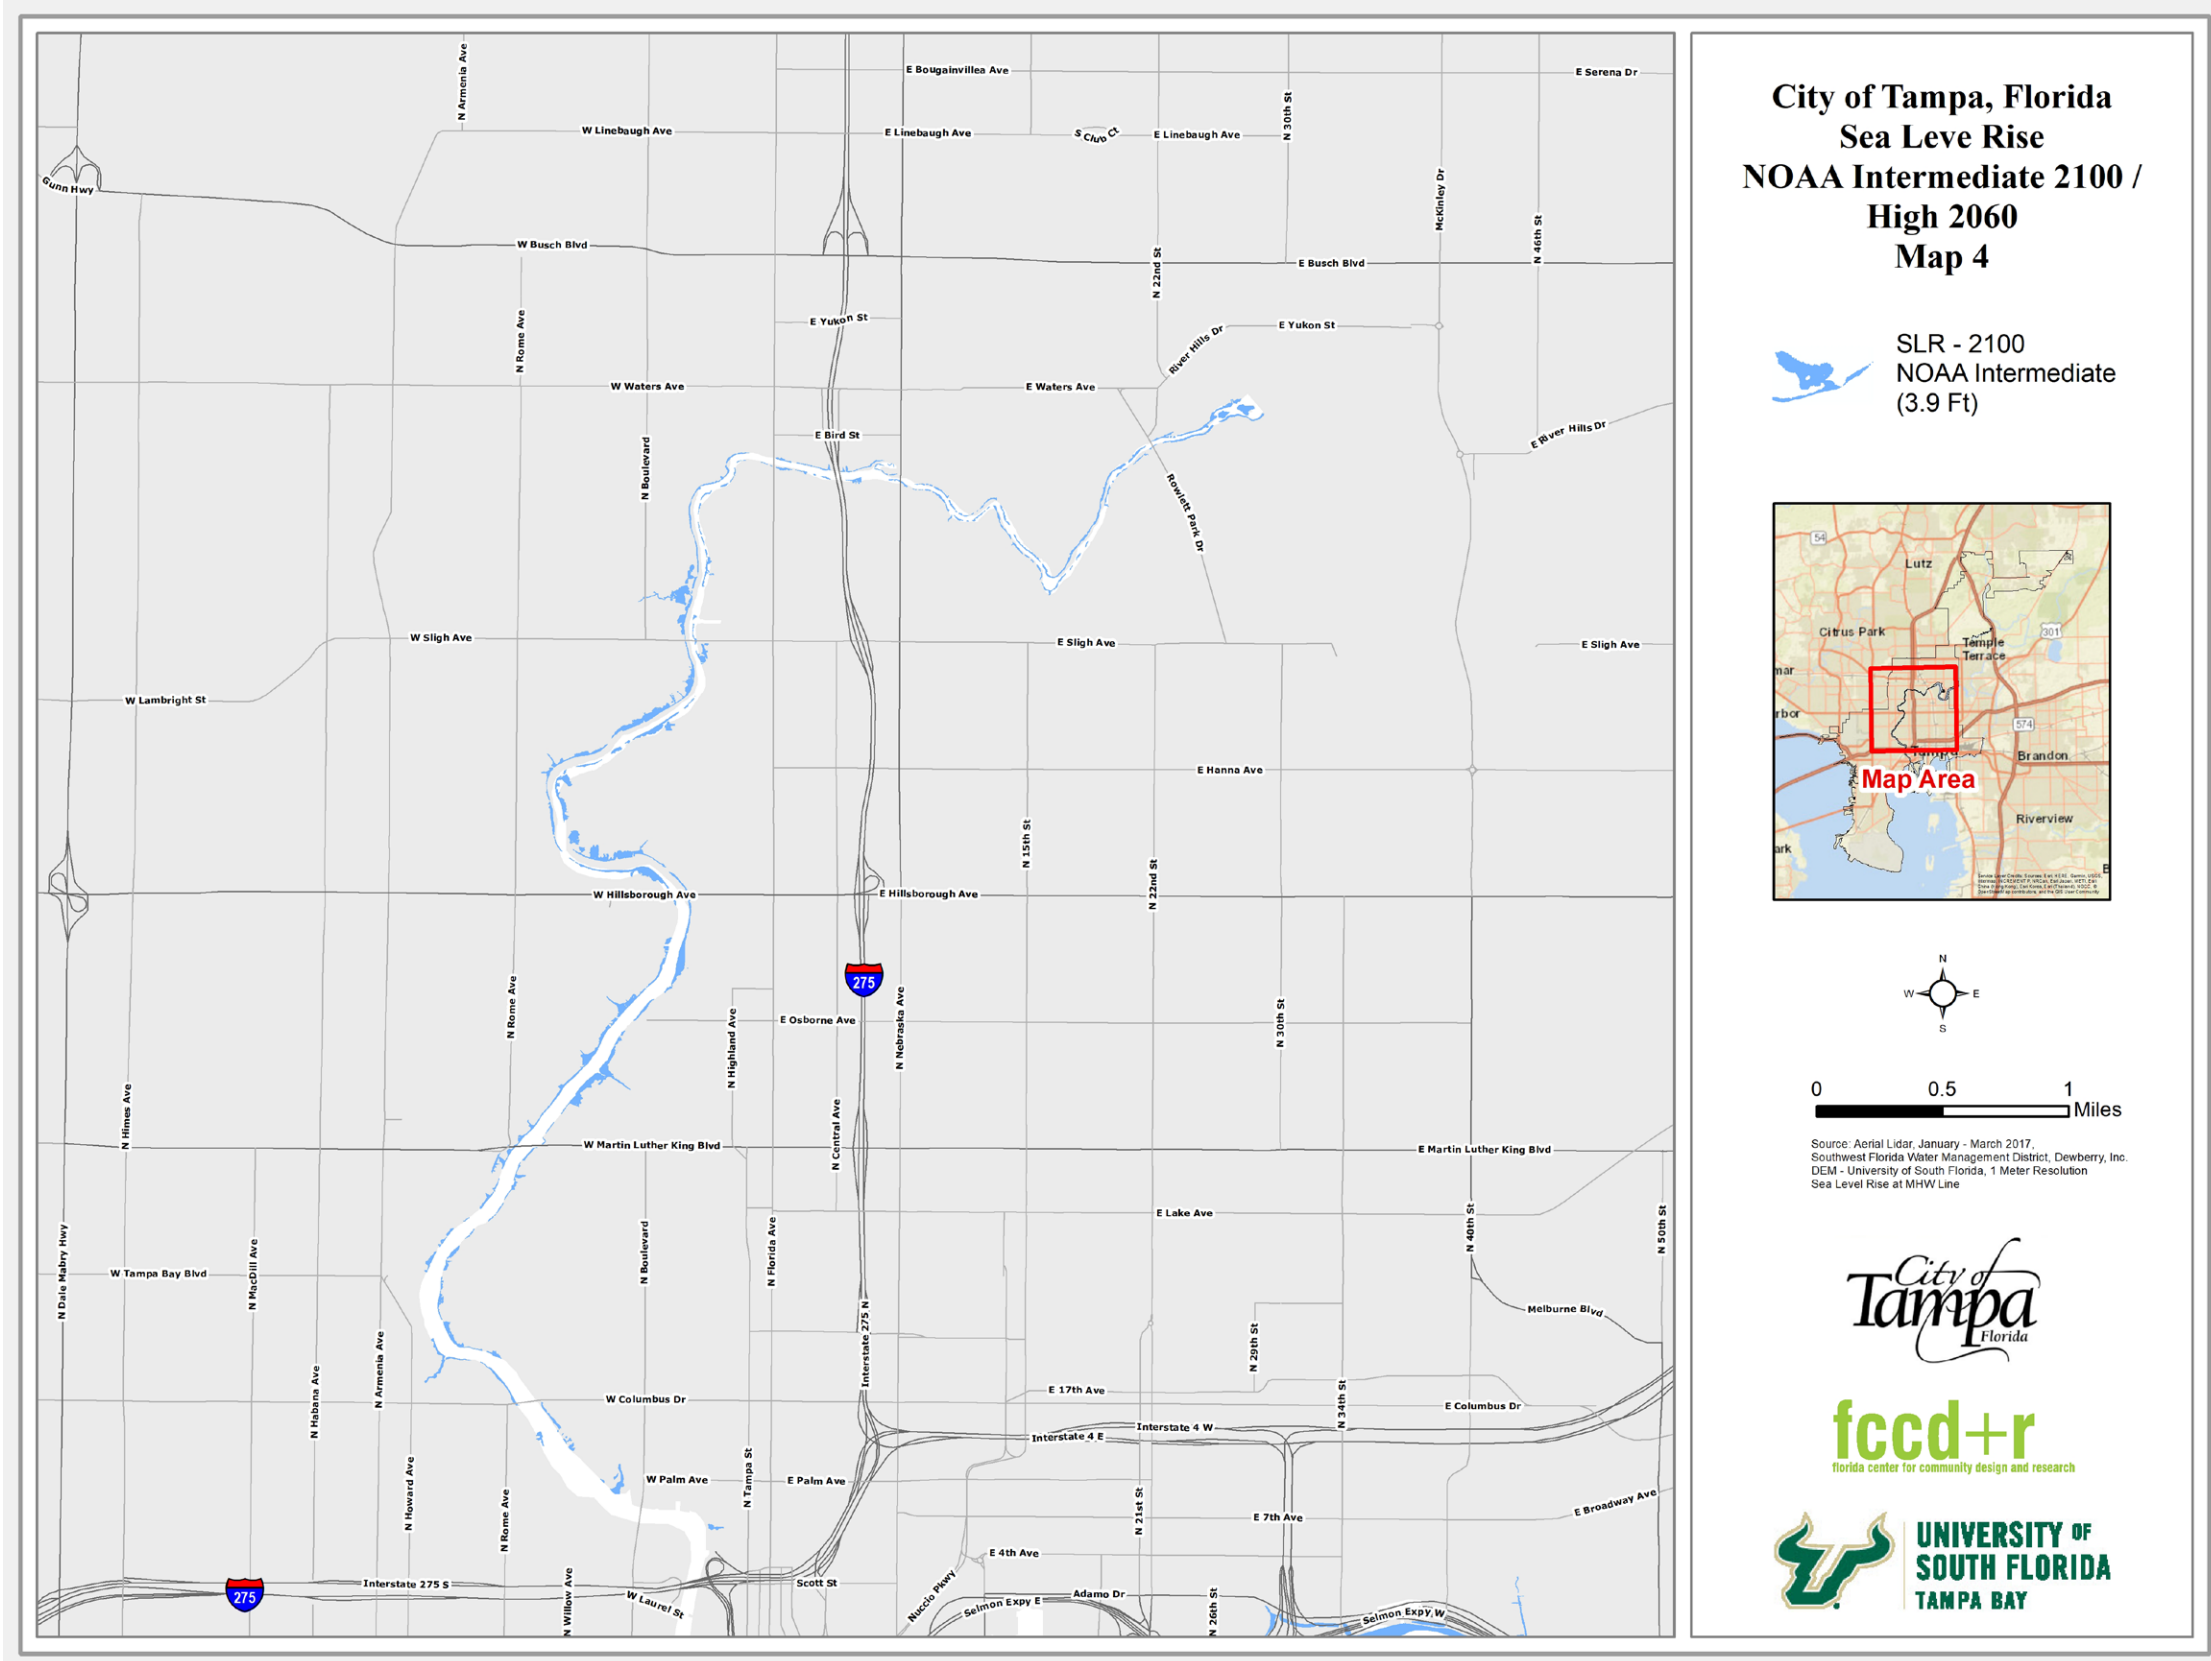 City of Tampa, Florida
Sea Leve Rise
NOAA Intermediate 2100 /
High 2060
Map 4
SLR - 2100
NOAA Intermediate
(3.9 Ft)
54
Lutz
Citrus Park
301
Temple
Terrace
mar
rbor
574
Tampa
Brandon
Map Area
Riverview
ark
B
N
W
E
S
0
0.5
1
Miles
Source: Aerial Lidar, January - March 2017,
Southwest Florida Water Management District, Dewberry, Inc.
DEM - University of South Florida, 1 Meter Resolution
Sea Level Rise at MHW Line
City of
Tampa
Florida
fccd+r
florida center for community design and research
UNIVERSITY OF
SOUTH FLORIDA
TAMPA BAY
N Armenia Ave
E Bougainvillea Ave
E Serena Dr
W Linebaugh Ave
E Linebaugh Ave
S Club Ct
E Linebaugh Ave
N 30th St
Gunn Hwy
McKinley Dr
N 46th St
W Busch Blvd
N 22nd St
E Busch Blvd
N Rome Ave
E Yukon St
River Hills Dr
E Yukon St
W Waters Ave
E Waters Ave
N Boulevard
E Bird St
E River Hills Dr
Rowlett Park Dr
W Sligh Ave
E Sligh Ave
E Sligh Ave
W Lambright St
E Hanna Ave
N 15th St
N 22nd St
W Hillsborough Ave
E Hillsborough Ave
275
N Rome Ave
N Highland Ave
E Osborne Ave
N Nebraska Ave
N 30th St
N Himes Ave
N Central Ave
W Martin Luther King Blvd
E Martin Luther King Blvd
N Dale Mabry Hwy
W Tampa Bay Blvd
N MacDill Ave
N Boulevard
N Florida Ave
E Lake Ave
N 40th St
N 50th St
Melburne Blvd
N Habana Ave
N Armenia Ave
Interstate 275 N
N 29th St
N 34th St
W Columbus Dr
E 17th Ave
E Columbus Dr
Interstate 4 W
Interstate 4 E
N Howard Ave
N Rome Ave
W Palm Ave
N Tampa St
E Palm Ave
N 21st St
E 7th Ave
E Broadway Ave
E 4th Ave
275
Interstate 275 S
N Willow Ave
W Laurel St
Scott St
Nuccio Pkwy
Selmon Expy E
Adamo Dr
N 26th St
Selmon Expy W